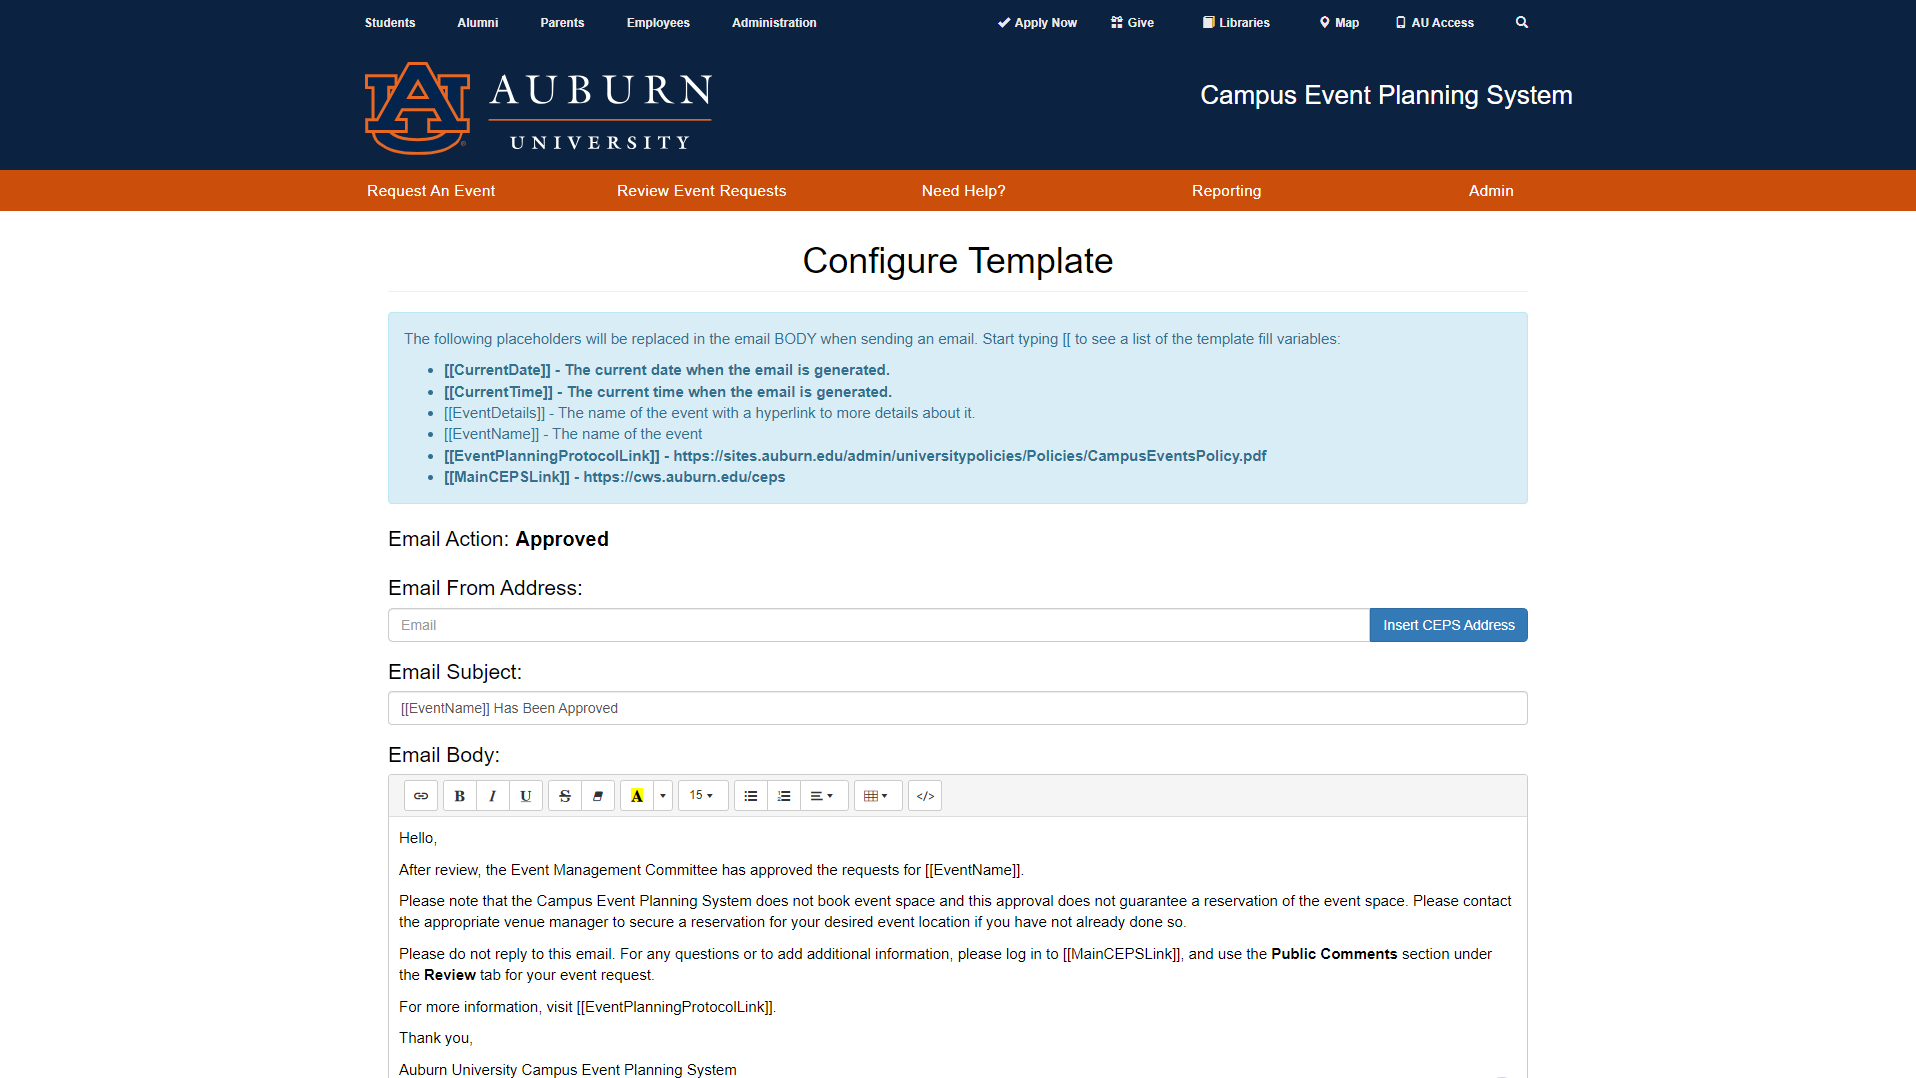 Students Alumni Parents Employees Administration Apply Now Give Libraries Map AU Access
AUBURN
UNIVERSITY
Campus Event Planning System
Request An Event Review Event Requests Need Help? Reporting Admin
Configure Template
The following placeholders will be replaced in the email BODY when sending an email. Start typing [[ to see a list of the template fill variables:
• [[CurrentDate]] - The current date when the email is generated.
• [[CurrentTime]] - The current time when the email is generated.
• [[EventDetails]] - The name of the event with a hyperlink to more details about it.
• [[EventName]] - The name of the event
• [[EventPlanningProtocolLink]] - https://sites.auburn.edu/admin/universitypolicies/Policies/CampusEventsPolicy.pdf
• [[MainCEPSLink]] - https://cws.auburn.edu/ceps
Email Action: Approved
Email From Address:
Email Insert CEPS Address
Email Subject:
[[EventName]] Has Been Approved
Email Body:
B I U S A 15 </>
Hello,
After review, the Event Management Committee has approved the requests for [[EventName]].
Please note that the Campus Event Planning System does not book event space and this approval does not guarantee a reservation of the event space. Please contact
the appropriate venue manager to secure a reservation for your desired event location if you have not already done so.
Please do not reply to this email. For any questions or to add additional information, please log in to [[MainCEPSLink]], and use the Public Comments section under
the Review tab for your event request.
For more information, visit [[EventPlanningProtocolLink]].
Thank you,
Auburn University Campus Event Planning System